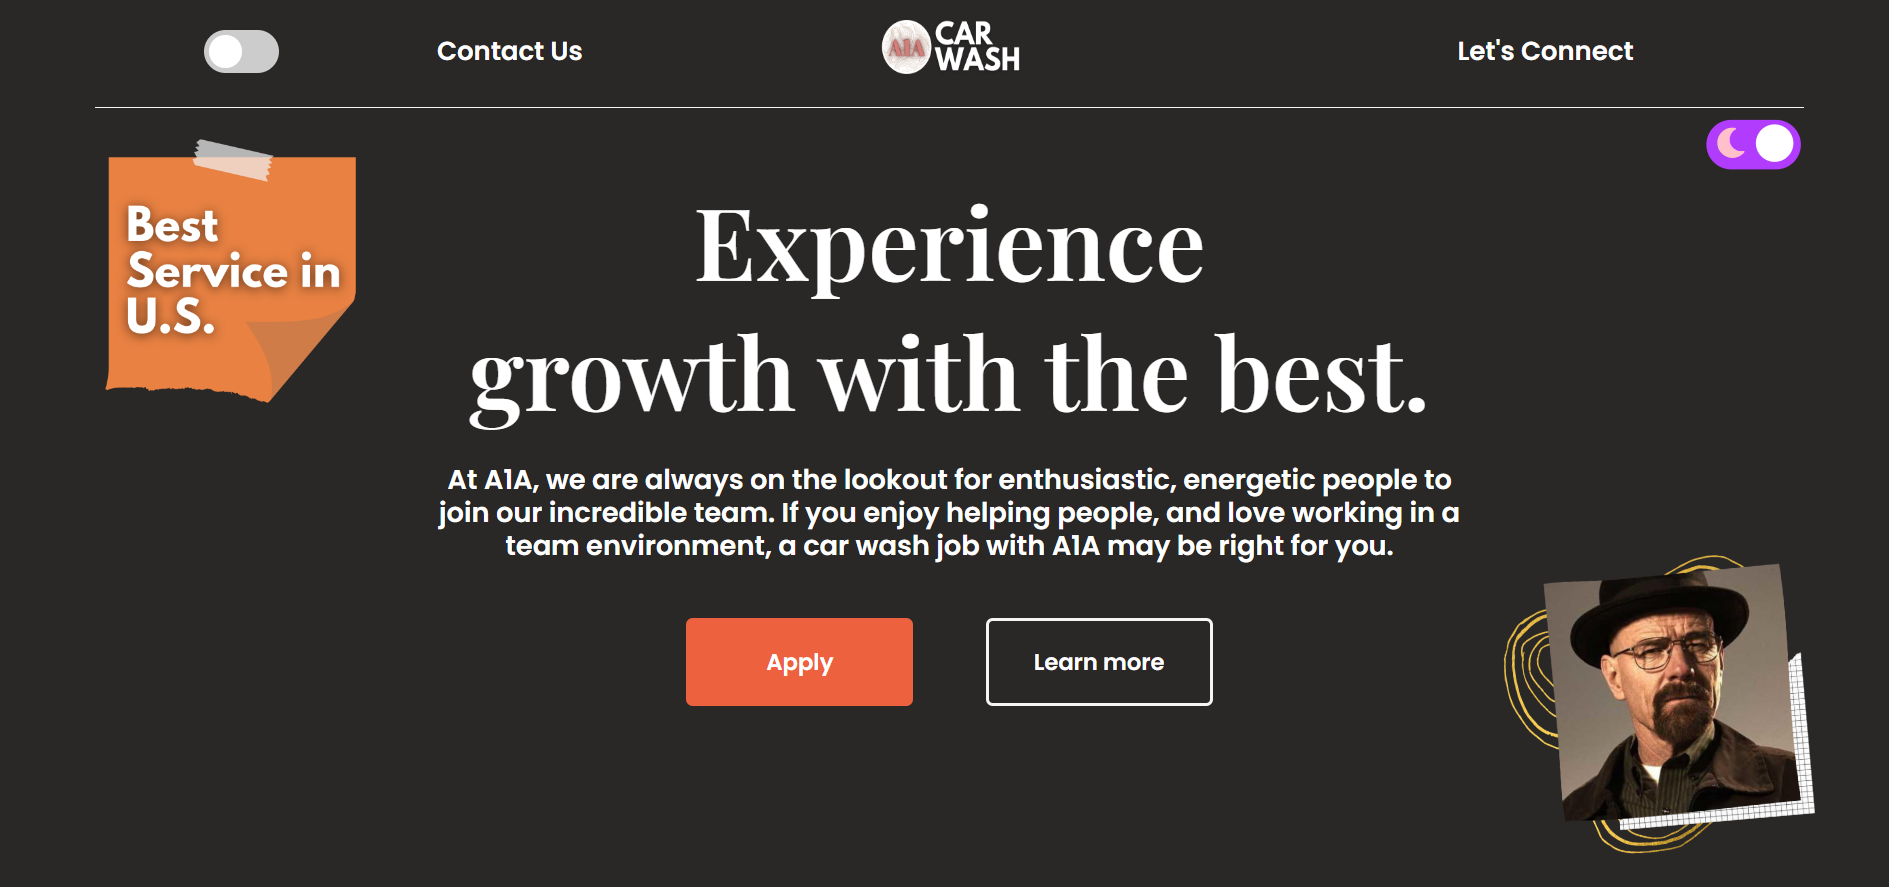 Contact Us
A1A
CAR
WASH
Let's Connect
Best
Service in
U.S.
Experience
growth with the best.
At A1A, we are always on the lookout for enthusiastic, energetic people to
join our incredible team. If you enjoy helping people, and love working in a
team environment, a car wash job with A1A may be right for you.
Apply
Learn more